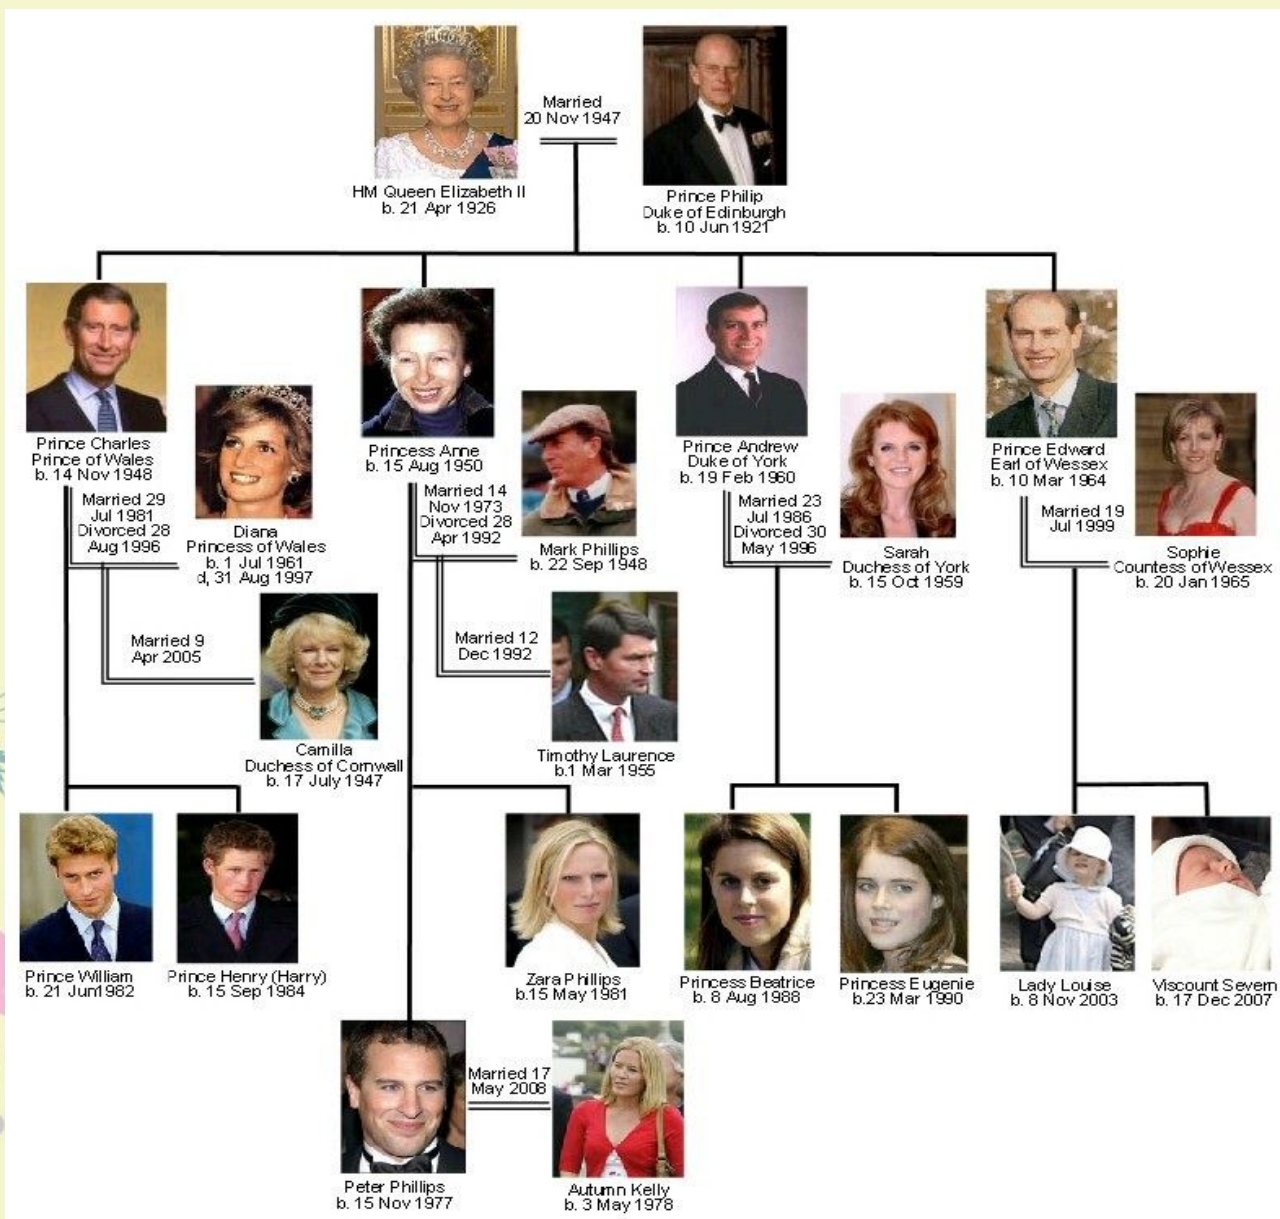 Married
20 Nov 1947
HM Queen Elizabeth II
b. 21 Apr 1926
Prince Philip
Duke of Edinburgh
b. 10 Jun 1921
Prince Charles
Prince of Wales
b. 14 Nov 1948
Married 29
Jul 1981
Divorced 28
Aug 1996
Diana
Princess of Wales
b. 1 Jul 1961
d, 31 Aug 1997
Princess Anne
b. 15 Aug 1950
Married 14
Nov 1973
Divorced 28
Apr 1992
Mark Phillips
b. 22 Sep 1948
Prince Andrew
Duke of York
b. 19 Feb 1960
Married 23
Jul 1986
Divorced 30
May 1996
Sarah
Duchess of York
b. 15 Oct 1959
Prince Edward
Earl of Wessex
b. 10 Mar 1964
Married 19
Jul 1999
Sophie
Countess of Wessex
b. 20 Jan 1965
Married 9
Apr 2005
Camilla
Duchess of Cornwall
b. 17 July 1947
Married 12
Dec 1992
Timothy Laurence
b.1 Mar 1955
Prince William
b. 21 Jun1982
Prince Henry (Harry)
b. 15 Sep 1984
Zara Phillips
b.15 May 1981
Princess Beatrice
b. 8 Aug 1988
Princess Eugenie
b.23 Mar 1990
Lady Louise
b. 8 Nov 2003
Viscount Severn
b. 17 Dec 2007
Married 17
May 2008
Peter Phillips
b. 15 Nov 1977
Autumn Kelly
b. 3 May 1978